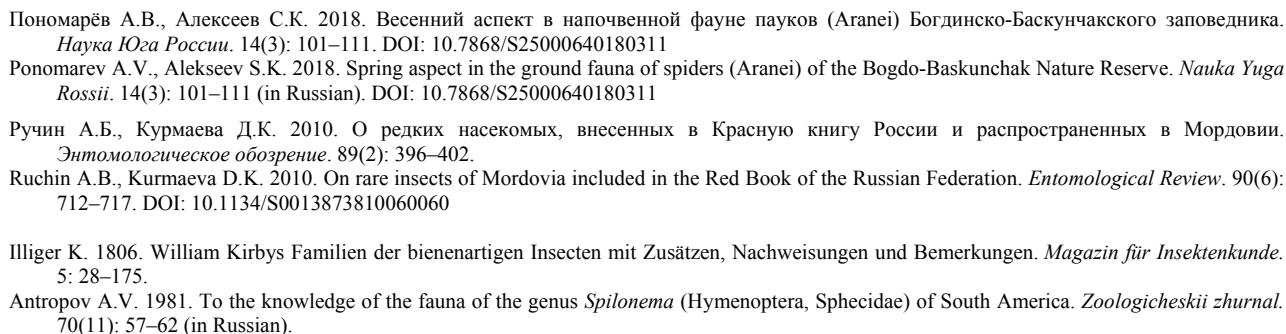 Пономарёв А.В., Алексеев С.К. 2018. Весенний аспект в напочвенной фауне пауков (Aranei) Богдинско-Баскунчакского заповедника.
Наука Юга России. 14(3): 101–111. DOI: 10.7868/S25000640180311
Ponomarev A.V., Alekseev S.K. 2018. Spring aspect in the ground fauna of spiders (Aranei) of the Bogdo-Baskunchak Nature Reserve. Nauka Yuga
Rossii. 14(3): 101–111 (in Russian). DOI: 10.7868/S25000640180311
Ручин А.Б., Курмаева Д.К. 2010. О редких насекомых, внесенных в Красную книгу России и распространенных в Мордовии.
Энтомологическое обозрение. 89(2): 396–402.
Ruchin A.B., Kurmaeva D.K. 2010. On rare insects of Mordovia included in the Red Book of the Russian Federation. Entomological Review. 90(6):
712–717. DOI: 10.1134/S0013873810060060
Illiger K. 1806. William Kirbys Familien der bienenartigen Insecten mit Zusätzen, Nachweisungen und Bemerkungen. Magazin für Insektenkunde.
5: 28–175.
Antropov A.V. 1981. To the knowledge of the fauna of the genus Spilonema (Hymenoptera, Sphecidae) of South America. Zoologicheskii zhurnal.
70(11): 57–62 (in Russian).